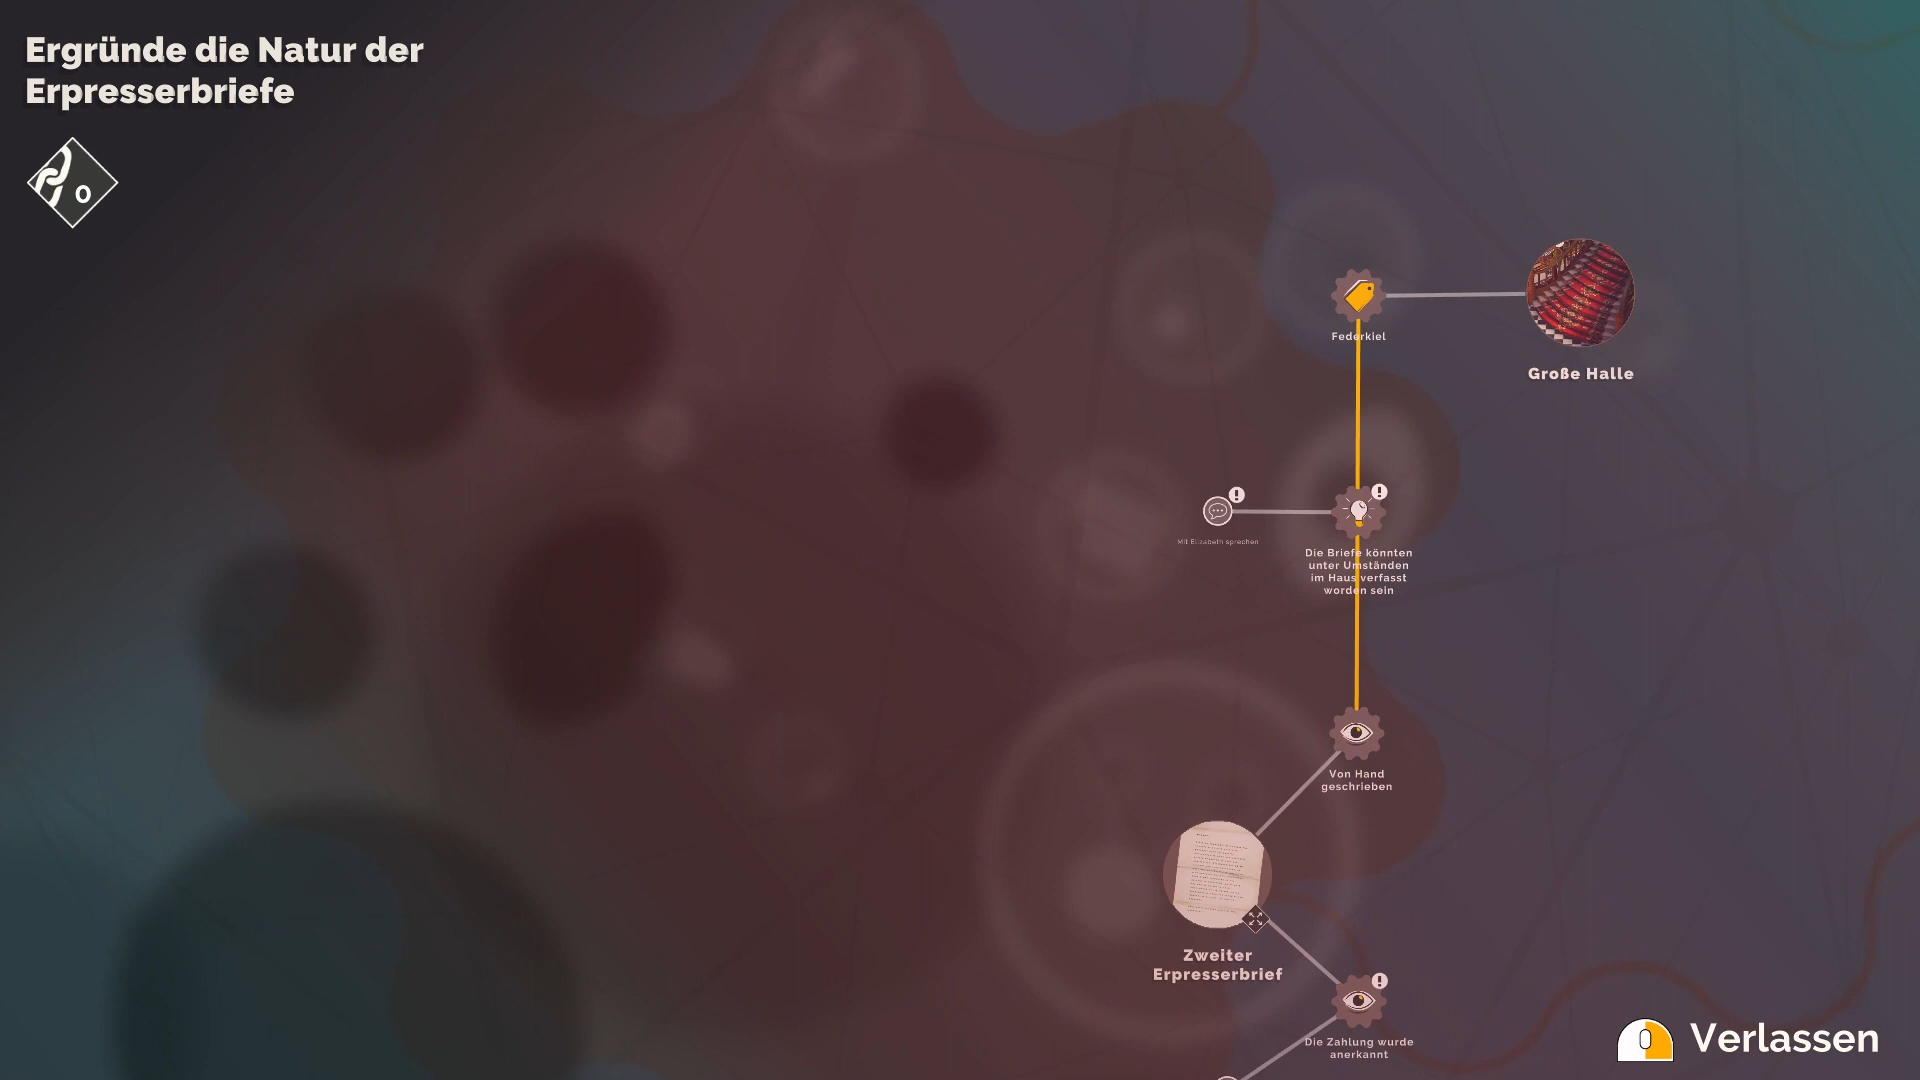 Ergründe die Natur der
Erpresserbriefe
0
Federkiel
Große Halle
Mit Elizabeth sprechen
Die Briefe könnten
unter Umständen
im Haus verfasst
worden sein
Von Hand
geschrieben
Zweiter
Erpresserbrief
Die Zahlung wurde
anerkannt
Verlassen